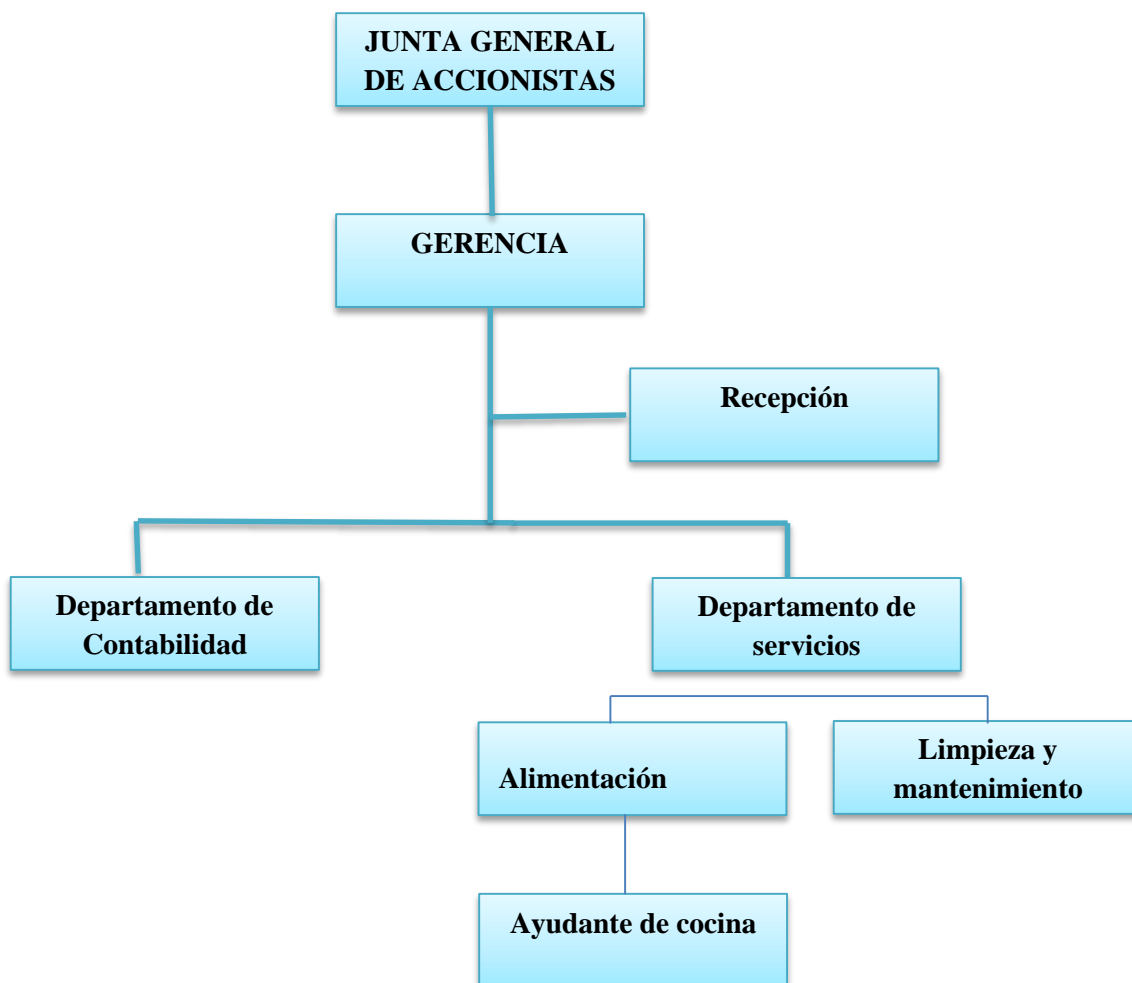 JUNTA GENERAL
DE ACCIONISTAS
GERENCIA
Recepción
Departamento de
Contabilidad
Departamento de
servicios
Alimentación
Limpieza y
mantenimiento
Ayudante de cocina